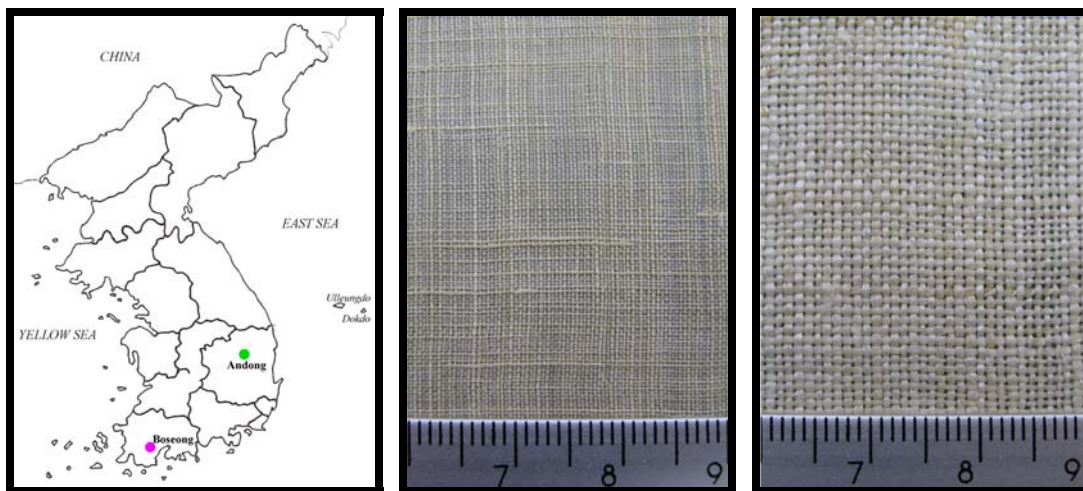 CHINA
EAST SEA
Ulleungdo
Dokdo
YELLOW SEA
Andong
Boseong
7 8 9
7 8 9